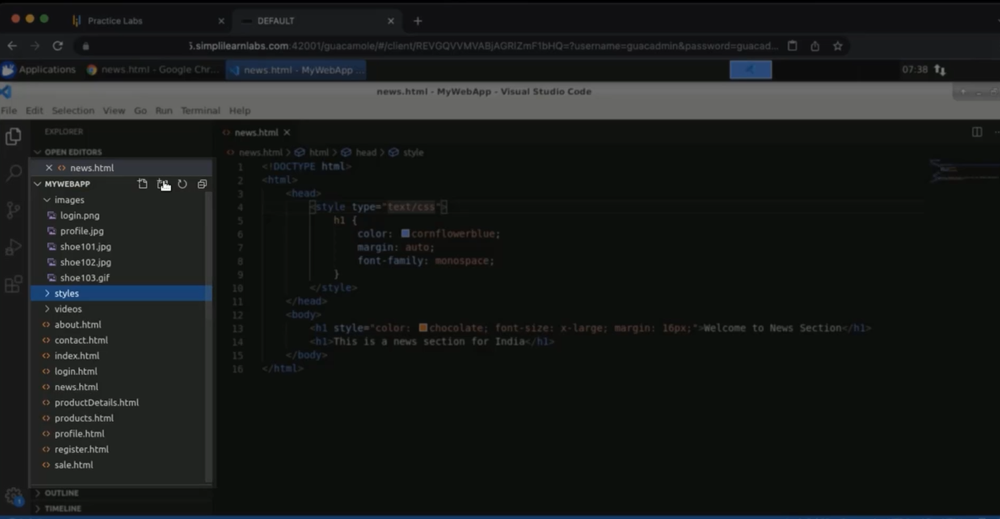 Practice Labs
DEFAULT
.simplilearnlabs.com:42001/guacamole/#/client/REVGQVVMVABjAGRIZmF1bHQ=?username=guacadmin&password=guacad...
Applications
news.html - Google Chr...
news.html - MyWebApp ...
07:38
news.html - MyWebApp - Visual Studio Code
File Edit Selection View Go Run Terminal Help
EXPLORER
OPEN EDITORS
news.html
MYWEBAPP
images
login.png
profile.jpg
shoe101.jpg
shoe102.jpg
shoe103.gif
styles
videos
about.html
contact.html
index.html
login.html
news.html
productDetails.html
products.html
profile.html
register.html
sale.html
OUTLINE
TIMELINE
news.html
news.html > html > head > style
1 <!DOCTYPE html>
2 <html>
3 <head>
4 <style type="text/css">
5 h1 {
6 color: cornflowerblue;
7 margin: auto;
8 font-family: monospace;
9 }
10 </style>
11 </head>
12 <body>
13 <h1 style="color: chocolate; font-size: x-large; margin: 16px;">Welcome to News Section</h1>
14 <h1>This is a news section for India</h1>
15 </body>
16 </html>